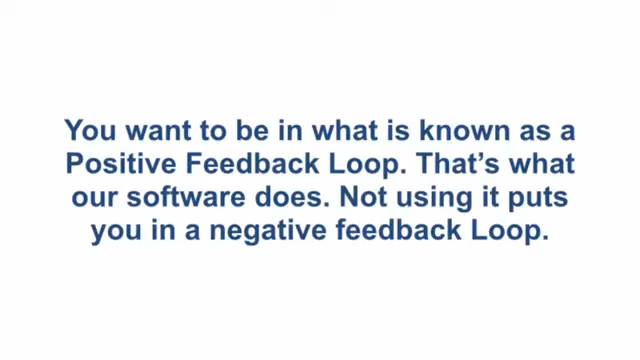 You want to be in what is known as a
Positive Feedback Loop. That’s what
our software does. Not using it puts
you in a negative feedback Loop.